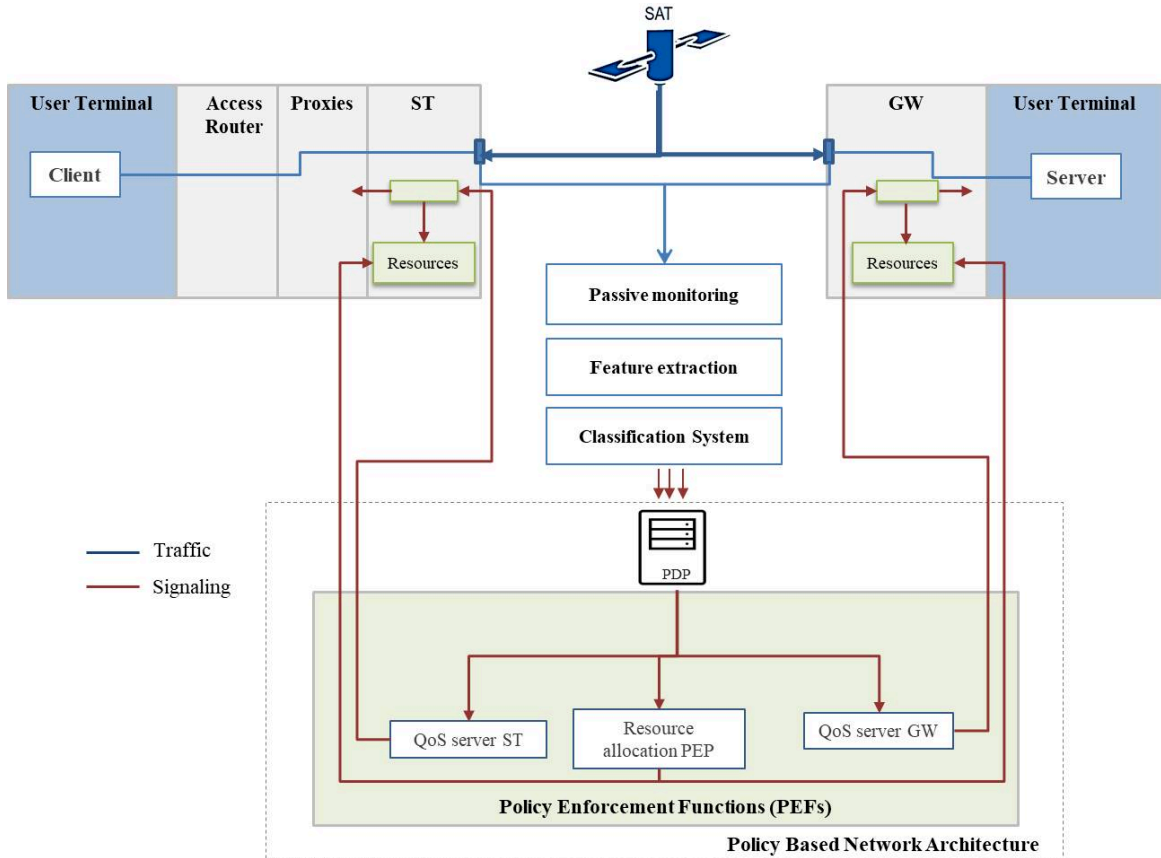 SAT
User Terminal
Access
Router
Proxies
ST
GW
User Terminal
Client
Server
Resources
Resources
Passive monitoring
Feature extraction
Classification System
Traffic
Signaling
PDP
QoS server ST
Resource
allocation PEP
QoS server GW
Policy Enforcement Functions (PEFs)
Policy Based Network Architecture